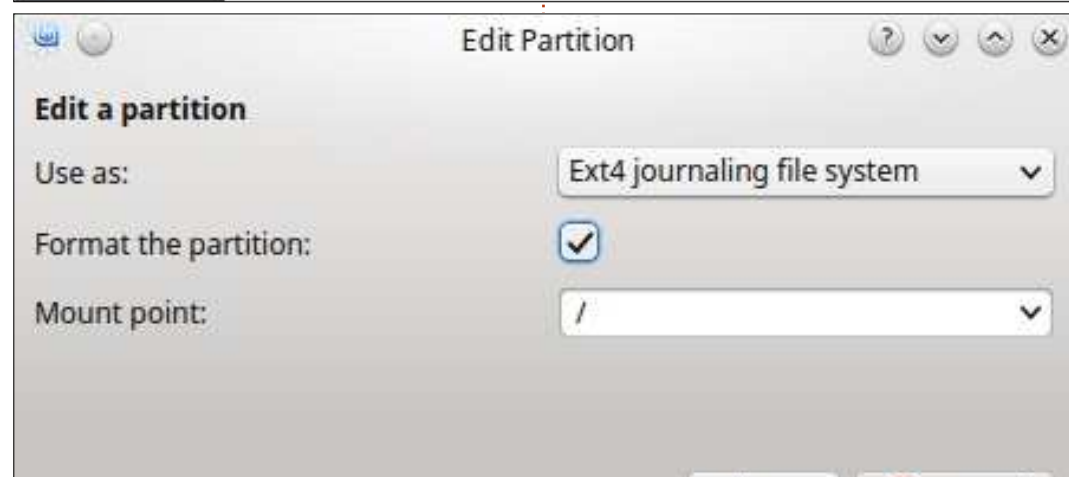 Edit Partition
Edit a partition
Use as: Ext4 journaling file system
Format the partition:
Mount point: /